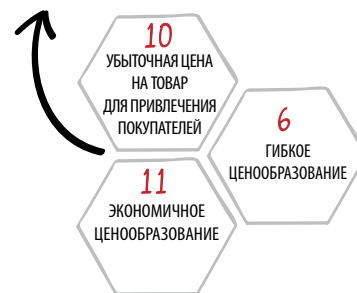 10
УБЫТОЧНАЯ ЦЕНА
НА ТОВАР
ДЛЯ ПРИВЛЕЧЕНИЯ
ПОКУПАТЕЛЕЙ
6
ГИБКОЕ
ЦЕНООБРАЗОВАНИЕ
11
ЭКОНОМИЧНОЕ
ЦЕНООБРАЗОВАНИЕ